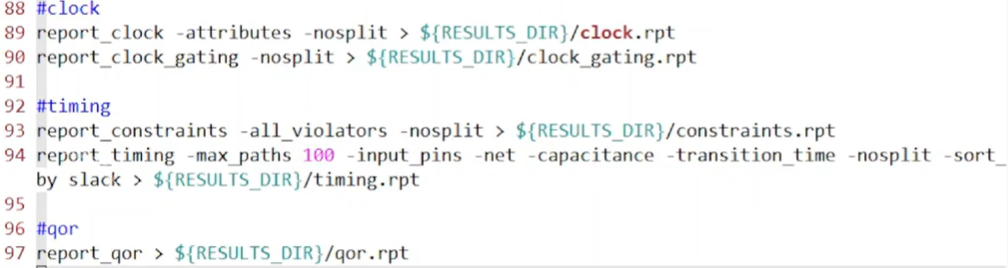 88 #clock
89 report_clock -attributes -nosplit > ${RESULTS_DIR}/clock.rpt
90 report_clock_gating -nosplit > ${RESULTS_DIR}/clock_gating.rpt
91
92 #timing
93 report_constraints -all_violators -nosplit > ${RESULTS_DIR}/constraints.rpt
94 report_timing -max_paths 100 -input_pins -net -capacitance -transition_time -nosplit -sort_
by slack > ${RESULTS_DIR}/timing.rpt
95
96 #qor
97 report_qor > ${RESULTS_DIR}/qor.rpt